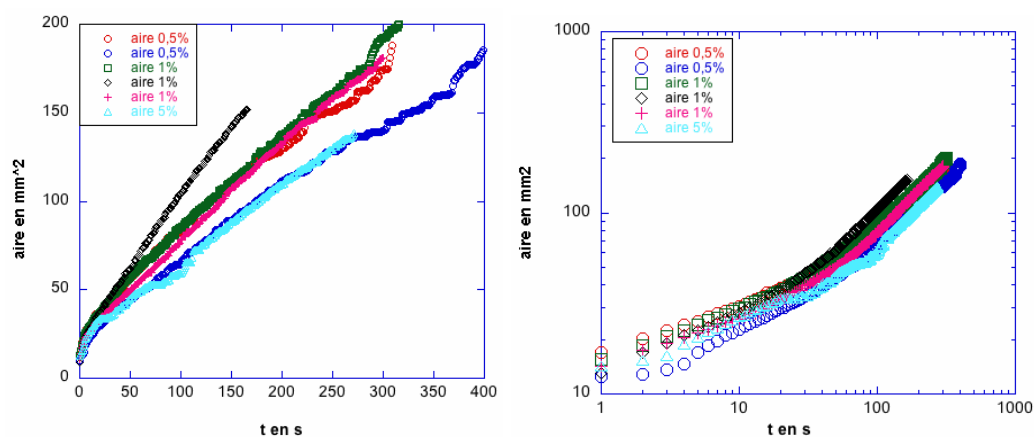 200
150
100
50
0
aire en mm^2
aire 0,5%
aire 0,5%
aire 1%
aire 1%
aire 1%
aire 5%
0 50 100 150 200 250 300 350 400
t en s
1000
100
10
aire en mm2
aire 0,5%
aire 0,5%
aire 1%
aire 1%
aire 1%
aire 5%
1 10 100 1000
t en s